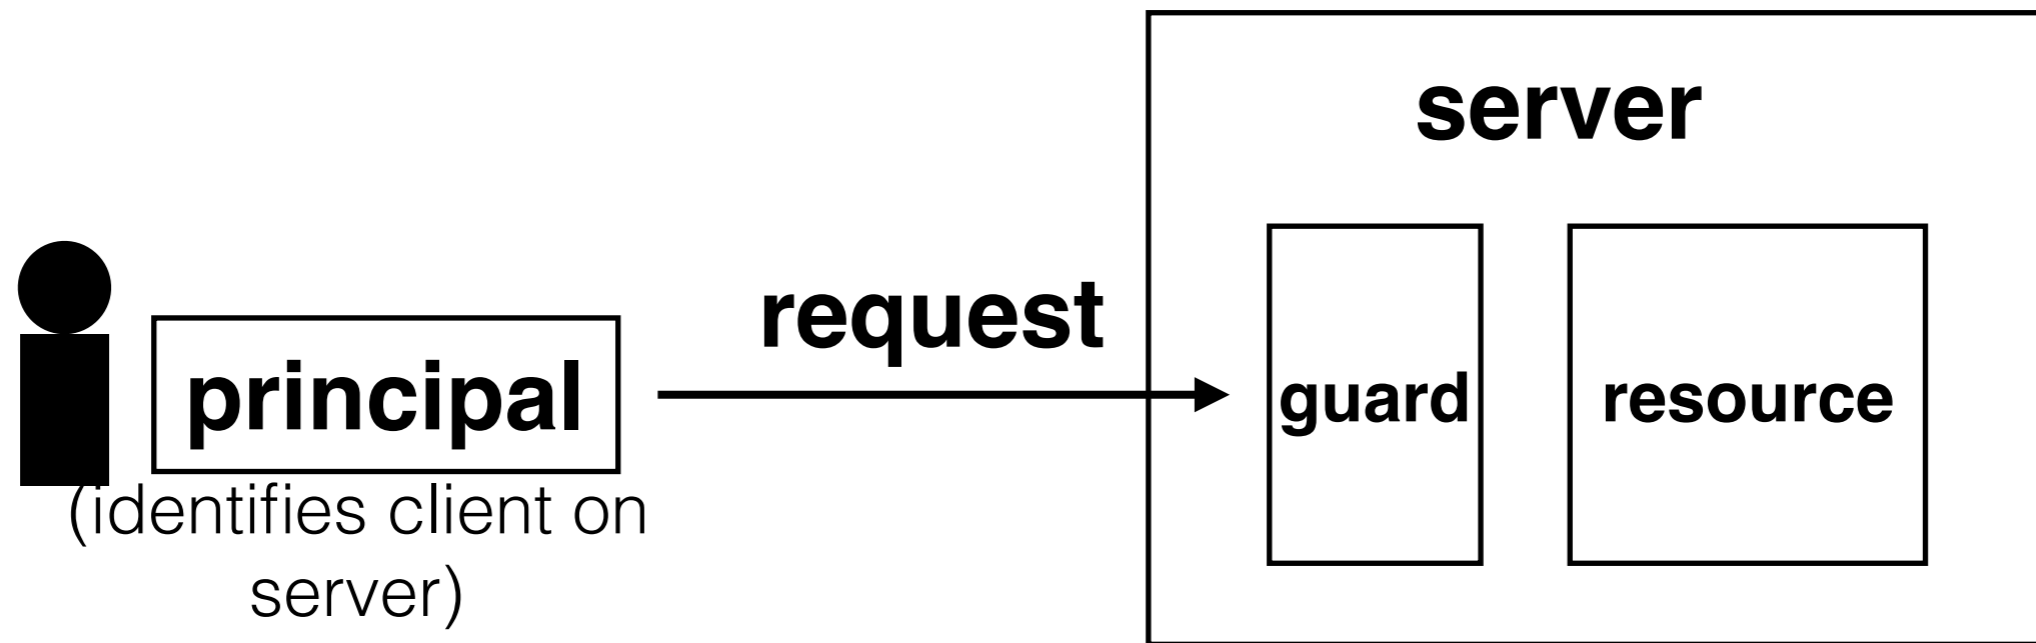 server
request
principal
guard
resource
(identifies client on
server)